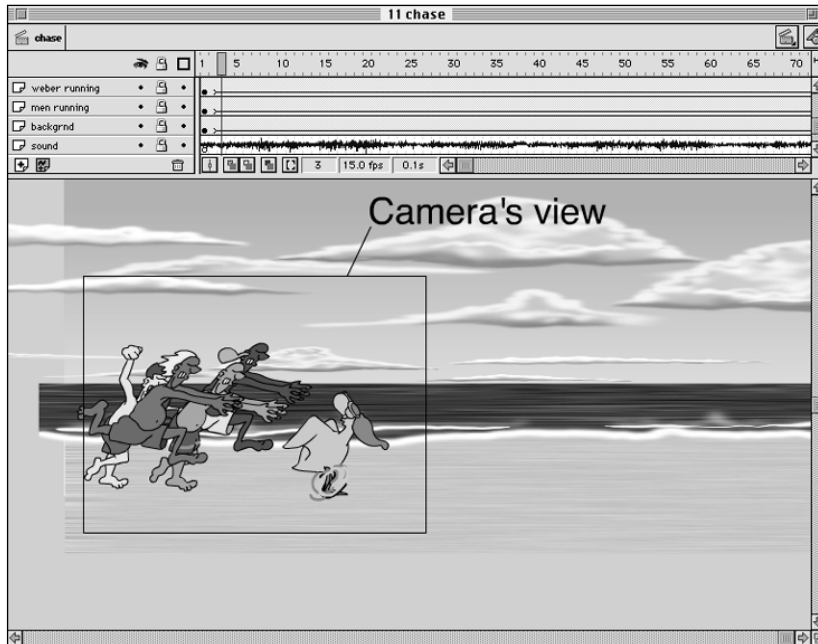 11 chase
chase
1 5 10 15 20 25 30 35 40 45 50 55 60 65 70
weber running
men running
backgrnd
sound
3 15.0 fps 0.1s
Camera's view